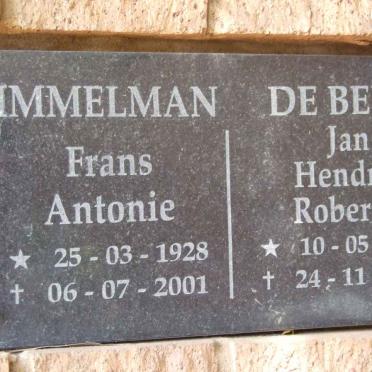 IMMELMAN
Frans
Antonie
★ 25 - 03 - 1928
† 06 - 07 - 2001
DE BE
Jan
Hendr
Rober
★ 10 - 05
† 24 - 11